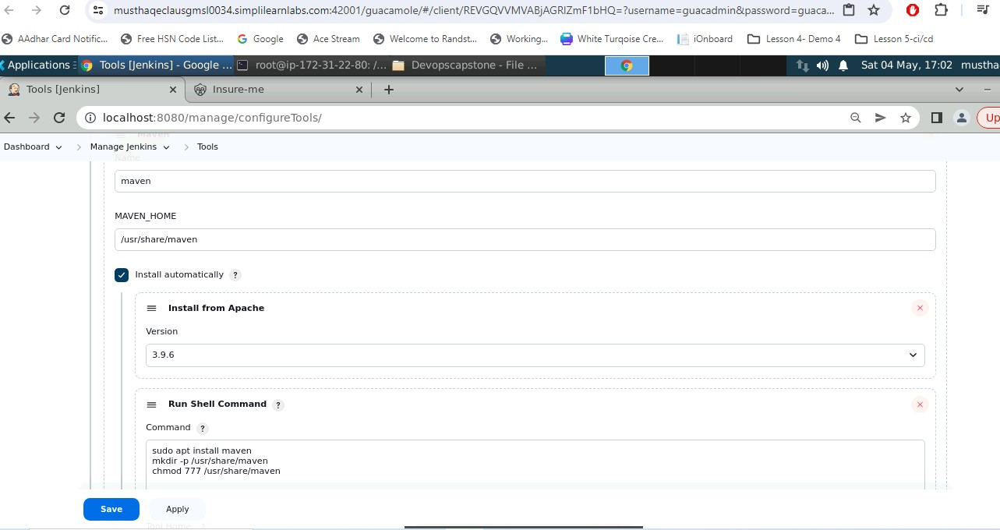 musthaqeclausgmsl0034.simplilearnlabs.com:42001/guacamole/#/client/REVGQVVMVABjAGRlZmF1bHQ=?username=guacadmin&password=guaca...
AAdhar Card Notific... Free HSN Code List... Google Ace Stream Welcome to Randst... Working... White Turqoise Cre... iOnboard Lesson 4- Demo 4 Lesson 5-ci/cd
Applications Tools [Jenkins] - Google ... root@ip-172-31-22-80: /... Devopscapstone - File ... Sat 04 May, 17:02 mustha
Tools [Jenkins] Insure-me
localhost:8080/manage/configureTools/ Up
Maven
Dashboard Manage Jenkins Tools
Name
maven
MAVEN_HOME
/usr/share/maven
Install automatically ?
Install from Apache
Version
3.9.6
Run Shell Command ?
Command ?
sudo apt install maven
mkdir -p /usr/share/maven
chmod 777 /usr/share/maven
Save Apply
Tool Home ?